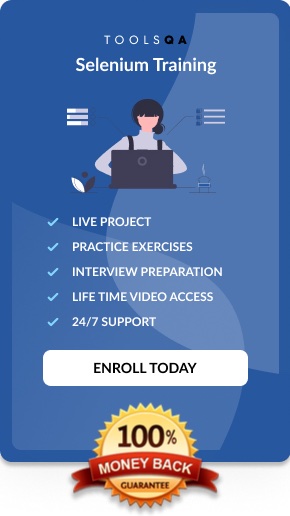 TOOLSQA
Selenium Training
LIVE PROJECT
PRACTICE EXERCISES
INTERVIEW PREPARATION
LIFE TIME VIDEO ACCESS
24/7 SUPPORT
ENROLL TODAY
100%
MONEY BACK
GUARANTEE